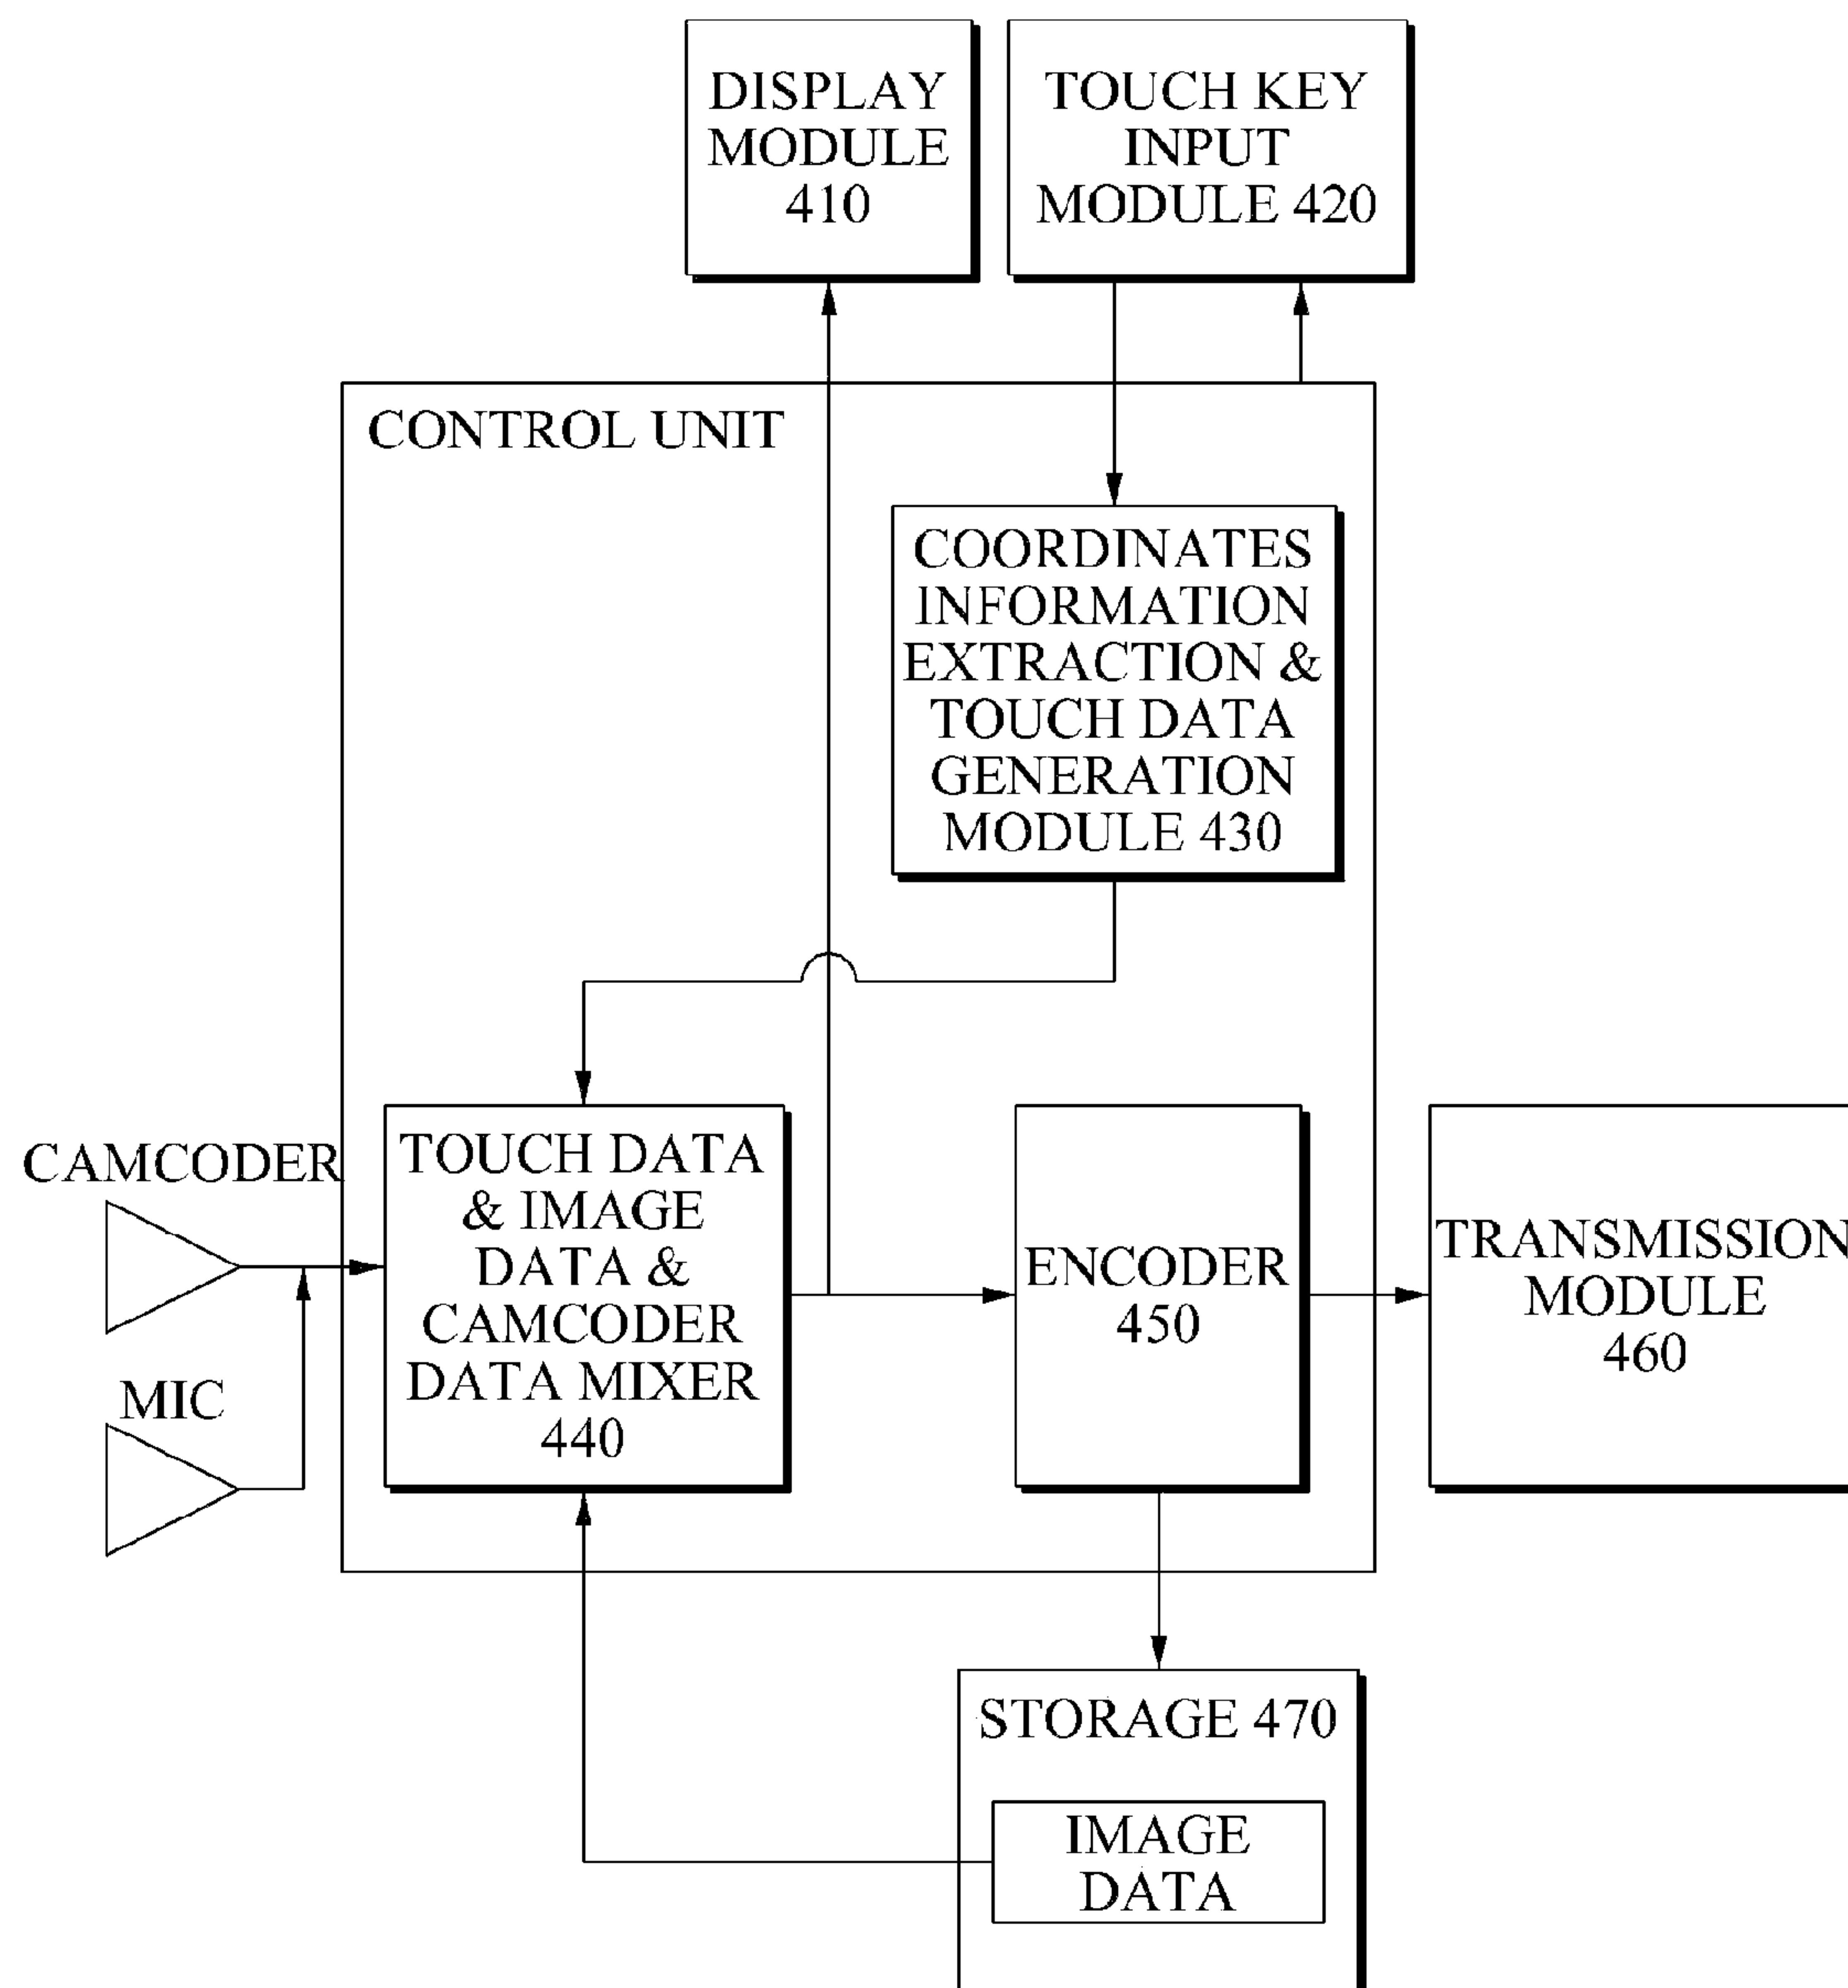 DISPLAY
MODULE
410
TOUCH KEY
INPUT
MODULE 420
CONTROL UNIT
COORDINATES
INFORMATION
EXTRACTION &
TOUCH DATA
GENERATION
MODULE 430
CAMCODER
MIC
TOUCH DATA
& IMAGE
DATA &
CAMCODER
DATA MIXER
440
ENCODER
450
TRANSMISSION
MODULE
460
STORAGE 470
IMAGE
DATA